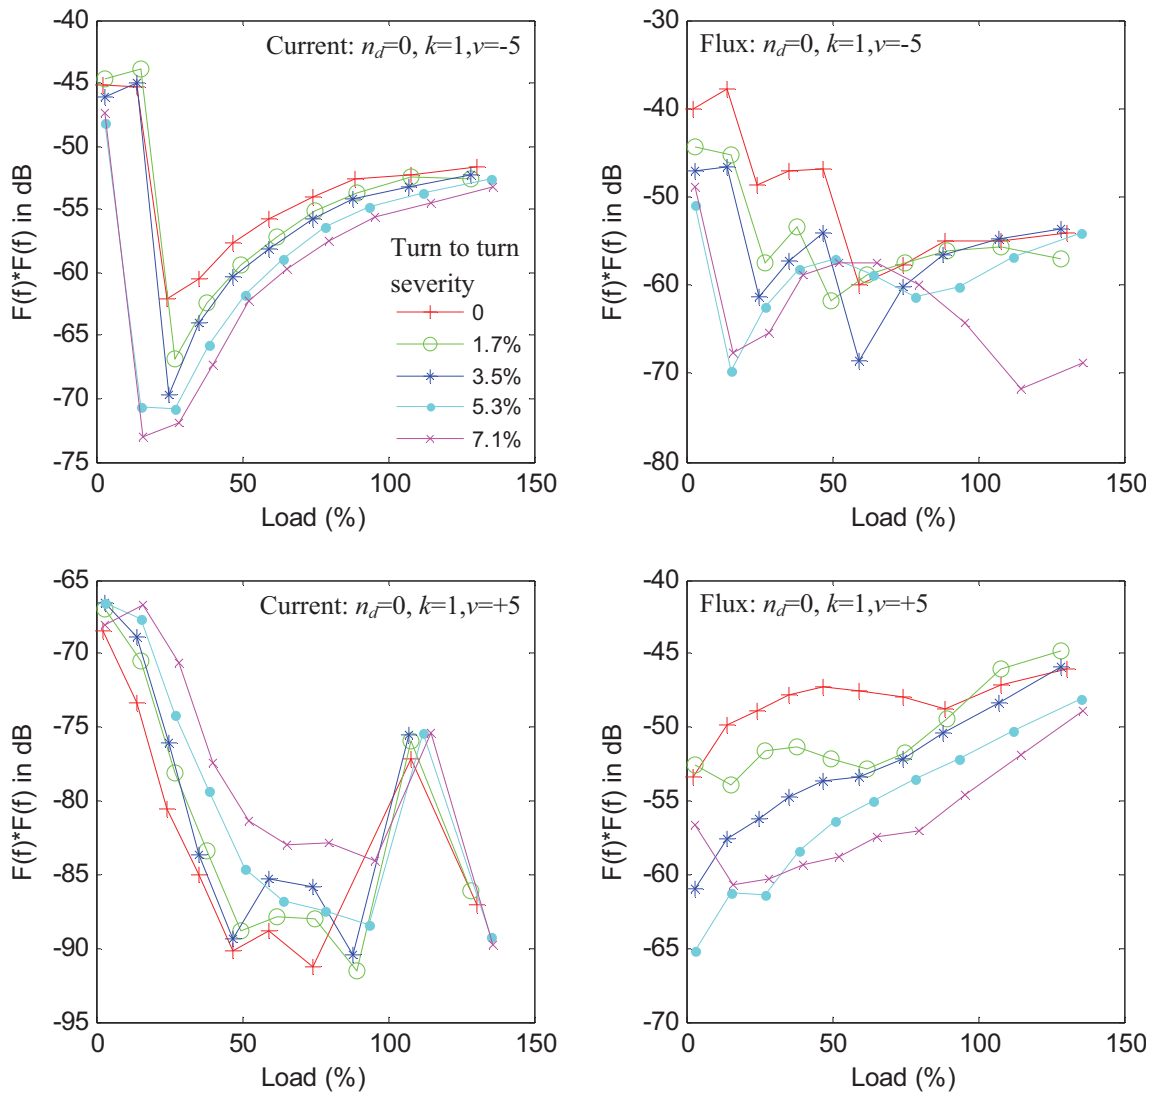 Current: n_d=0, k=1,v=-5
F(f)*F(f) in dB
-40
-45
-50
-55
-60
-65
-70
-75
Turn to turn
severity
0
1.7%
3.5%
5.3%
7.1%
0 50 100 150
Load (%)
Flux: n_d=0, k=1,v=-5
F(f)*F(f) in dB
-30
-40
-50
-60
-70
-80
0 50 100 150
Load (%)
Current: n_d=0, k=1,v=+5
F(f)*F(f) in dB
-65
-70
-75
-80
-85
-90
-95
0 50 100 150
Load (%)
Flux: n_d=0, k=1,v=+5
F(f)*F(f) in dB
-40
-45
-50
-55
-60
-65
-70
0 50 100 150
Load (%)